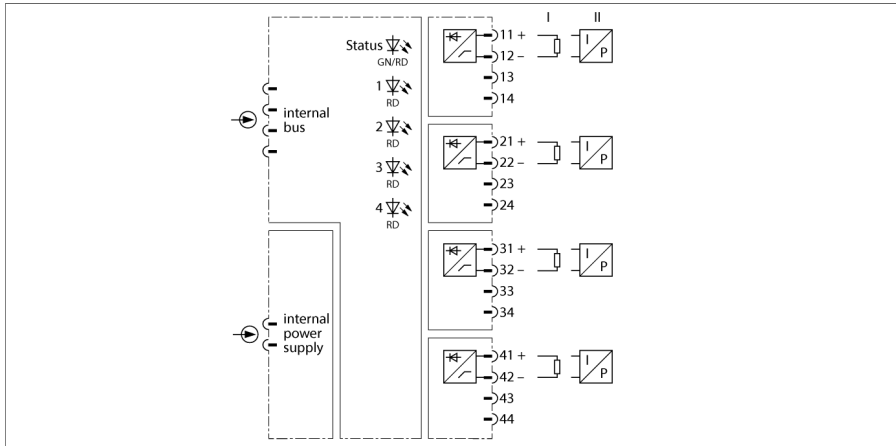 I II
Status
GN/RD
1
RD
2
RD
3
RD
4
RD
internal
bus
internal
power
supply
11 +
12 –
13
14
I
P
21 +
22 –
23
24
I
P
31 +
32 –
33
34
I
P
41 +
42 –
43
44
I
P